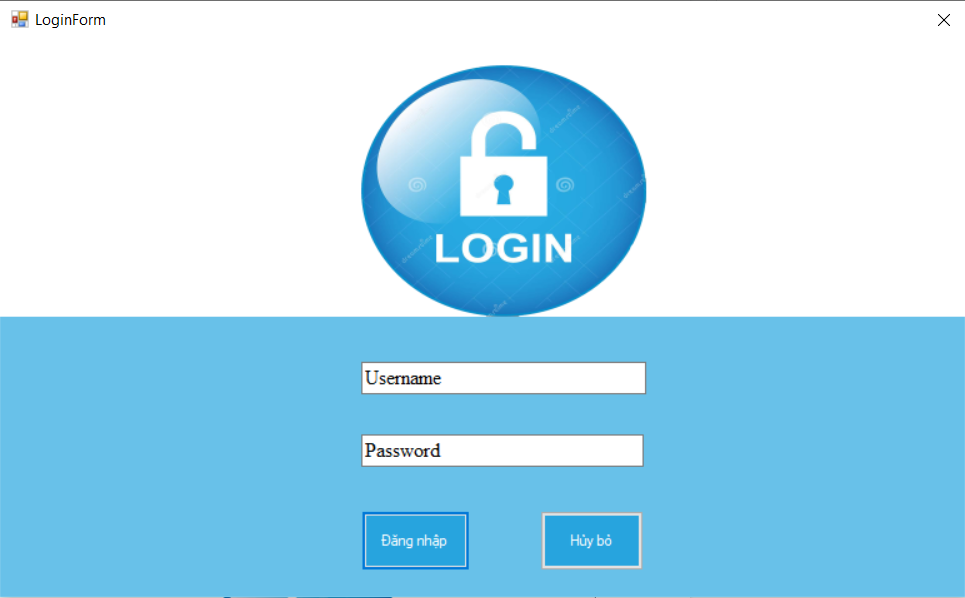 LoginForm
LOGIN
Username
Password
Đăng nhập
Hủy bỏ